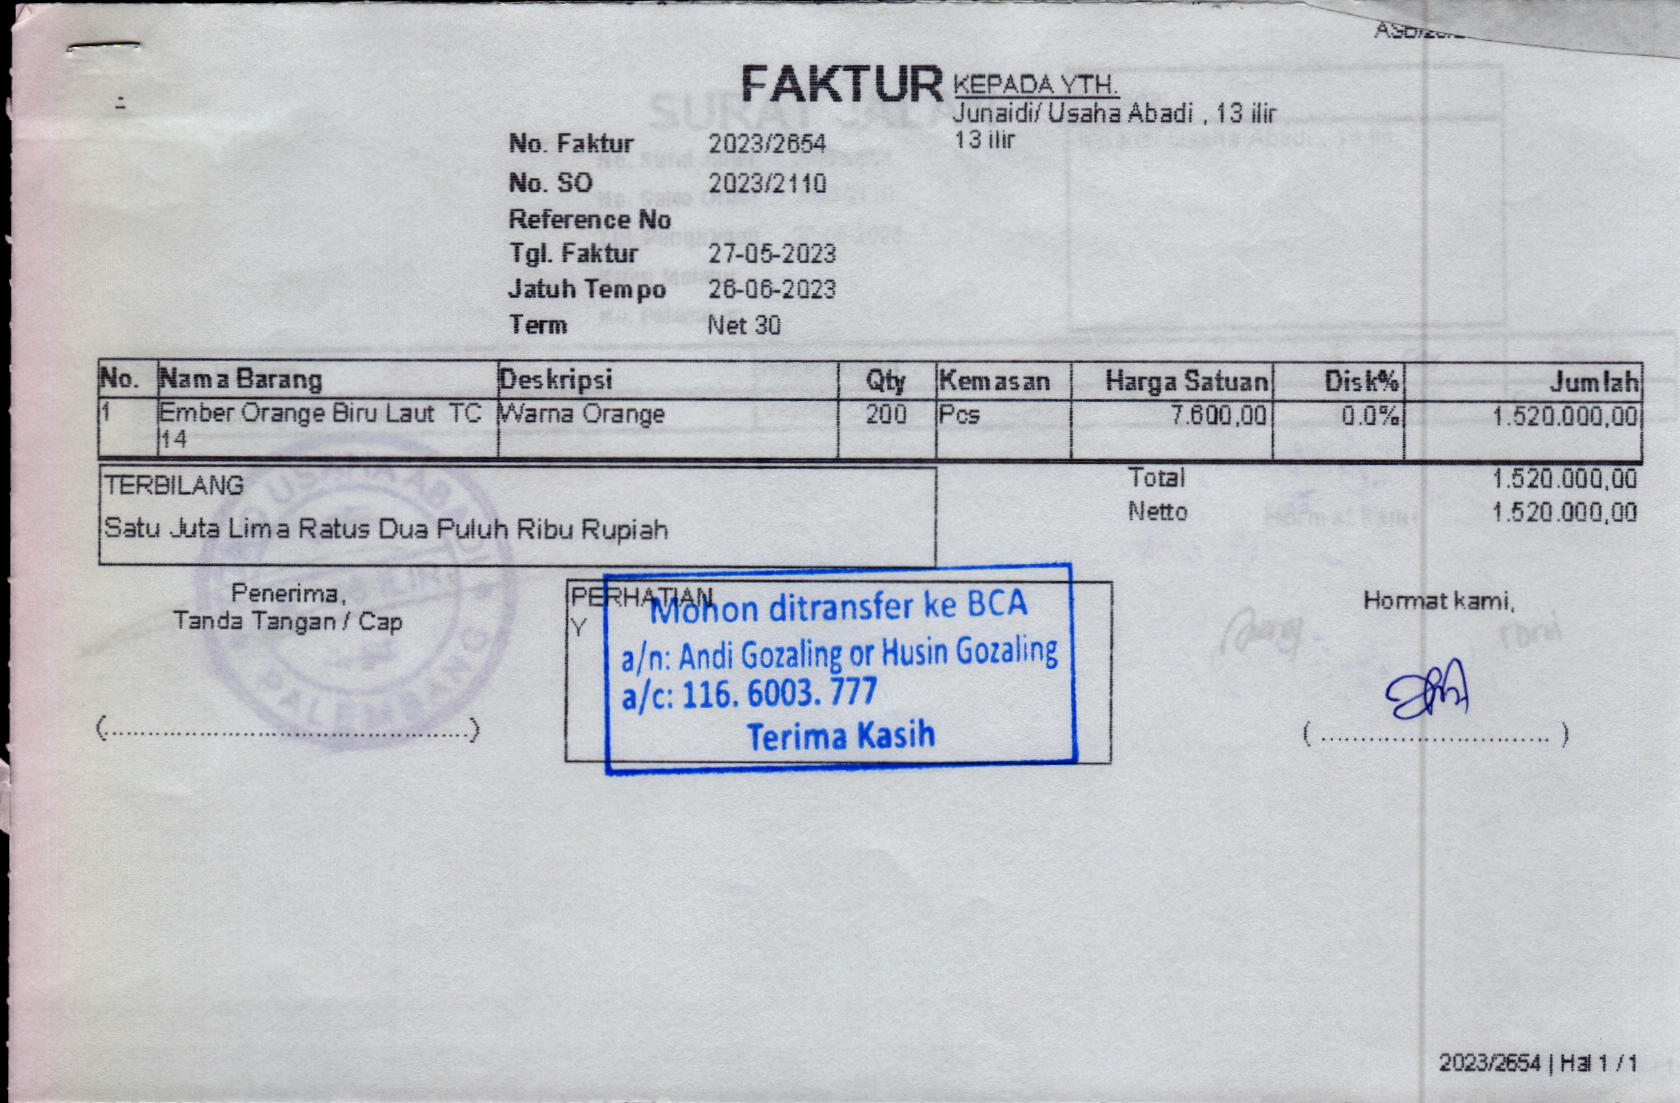 FAKTUR
KEPADA YTH.
Junaidi/ Usaha Abadi , 13 ilir
13 ilir
No. Faktur 2023/2654
No. SO 2023/2110
Reference No
Tgl. Faktur 27-05-2023
Jatuh Tempo 26-06-2023
Term Net 30
No. Nama Barang Deskripsi Qty Kemasan Harga Satuan Disk% Jumlah
1 Ember Orange Biru Laut TC Warna Orange 200 Pcs 7.600,00 0.0% 1.520.000,00
14
TERBILANG
Satu Juta Lima Ratus Dua Puluh Ribu Rupiah
Total 1.520.000,00
Netto 1.520.000,00
Penerima,
Tanda Tangan / Cap
(................................................)
USAHA ABADI
PALEMBANG
PERHATIAN
Y
Mohon ditransfer ke BCA
a/n: Andi Gozaling or Husin Gozaling
a/c: 116. 6003. 777
Terima Kasih
Hormat kami,
( ............................. )
2023/2654 | Hal 1 / 1